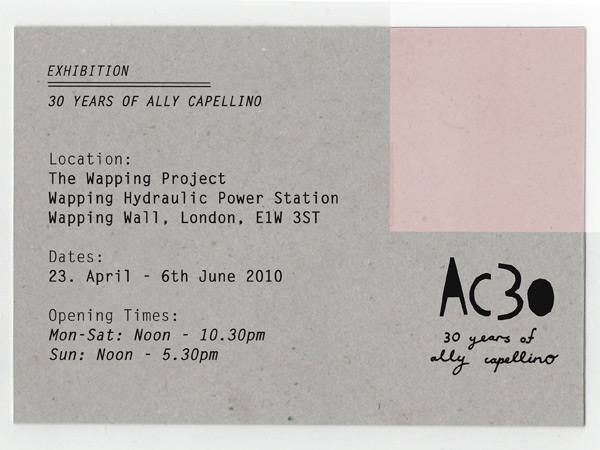 EXHIBITION
30 YEARS OF ALLY CAPELLINO
Location:
The Wapping Project
Wapping Hydraulic Power Station
Wapping Wall, London, E1W 3ST
Dates:
23. April - 6th June 2010
Opening Times:
Mon-Sat: Noon - 10.30pm
Sun: Noon - 5.30pm
AC30
30 years of
ally capellino